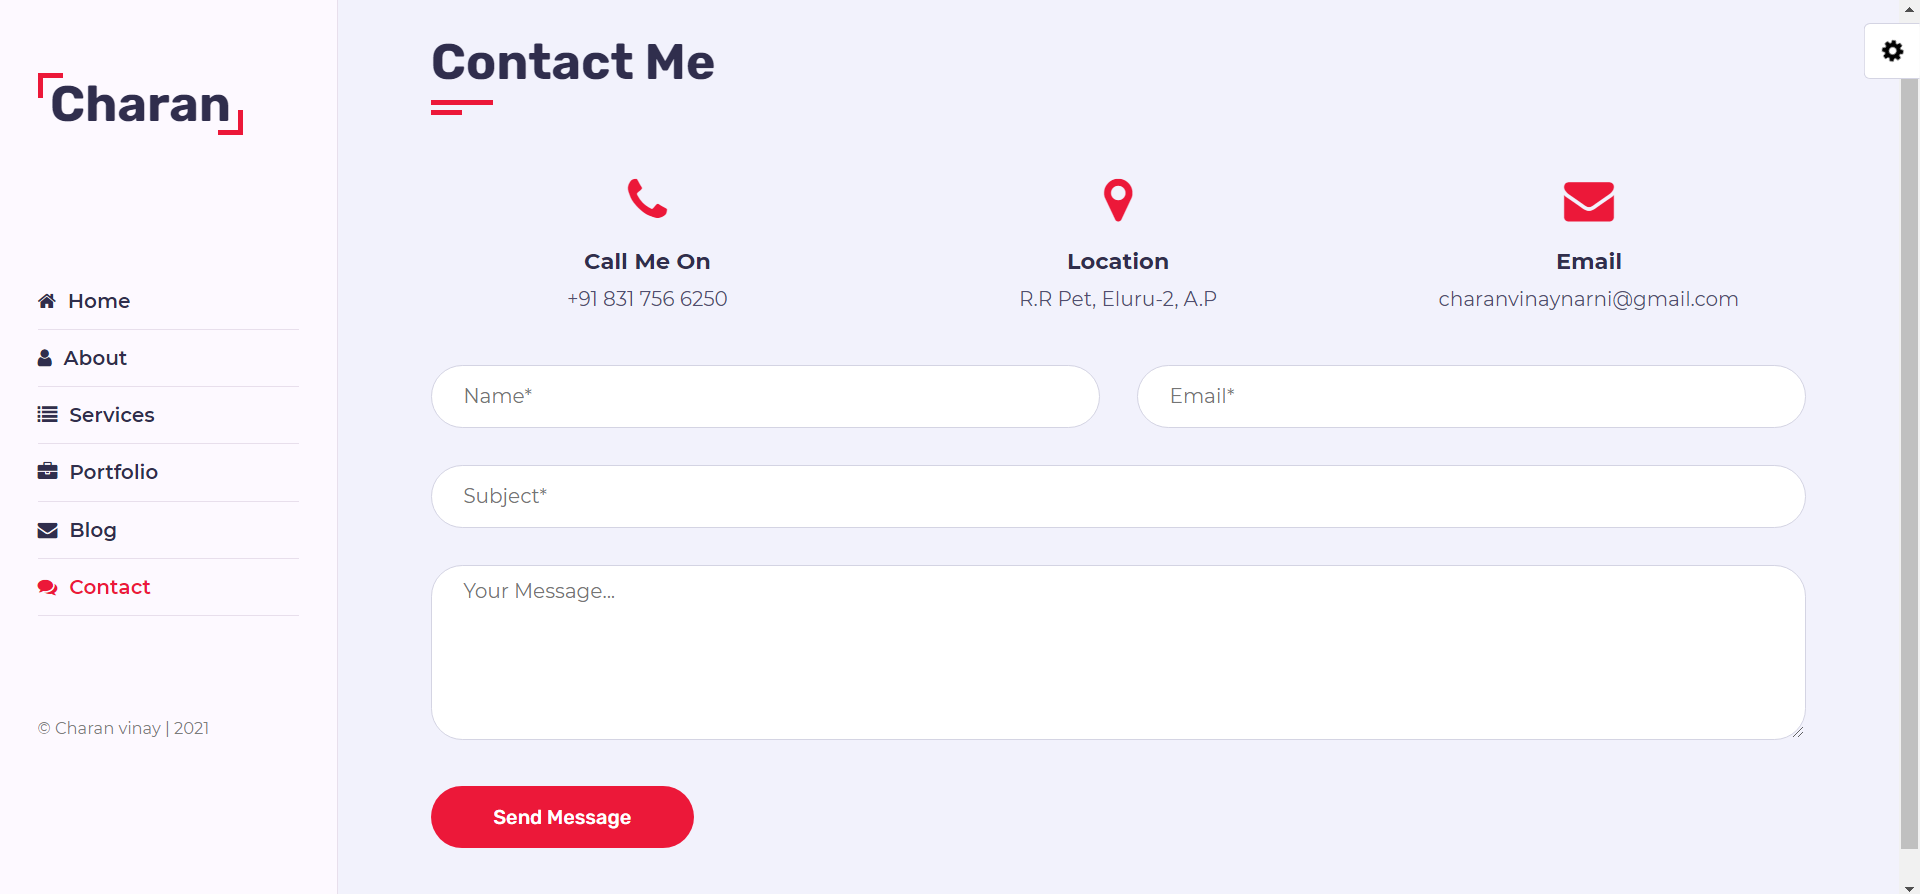 Charan
Home
About
Services
Portfolio
Blog
Contact
© Charan vinay | 2021
Contact Me
Call Me On
+91 831 756 6250
Location
R.R Pet, Eluru-2, A.P
Email
charanvinaynarni@gmail.com
Name*
Email*
Subject*
Your Message...
Send Message